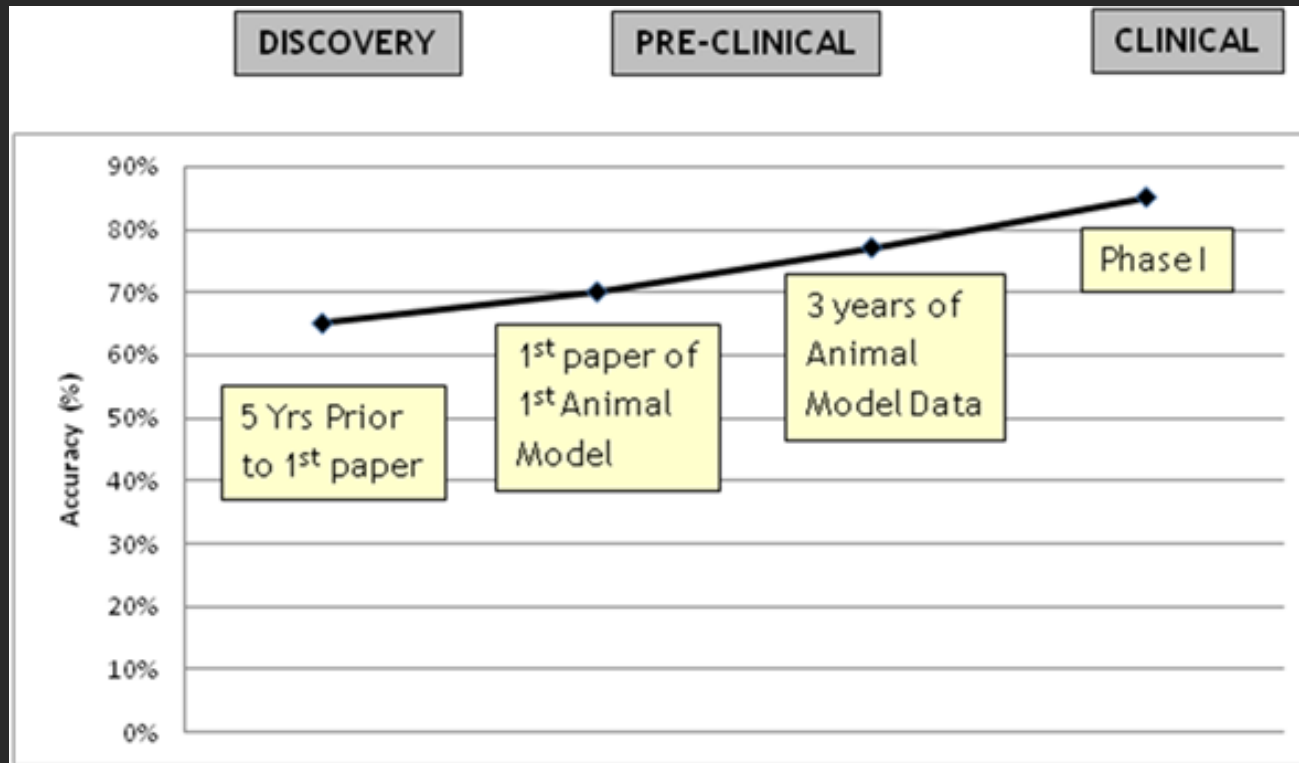 DISCOVERY
PRE-CLINICAL
CLINICAL
90%
80%
70%
60%
50%
40%
30%
20%
10%
0%
Accuracy (%)
5 Yrs Prior
to 1st paper
1st paper of
1st Animal
Model
3 years of
Animal
Model Data
Phase I